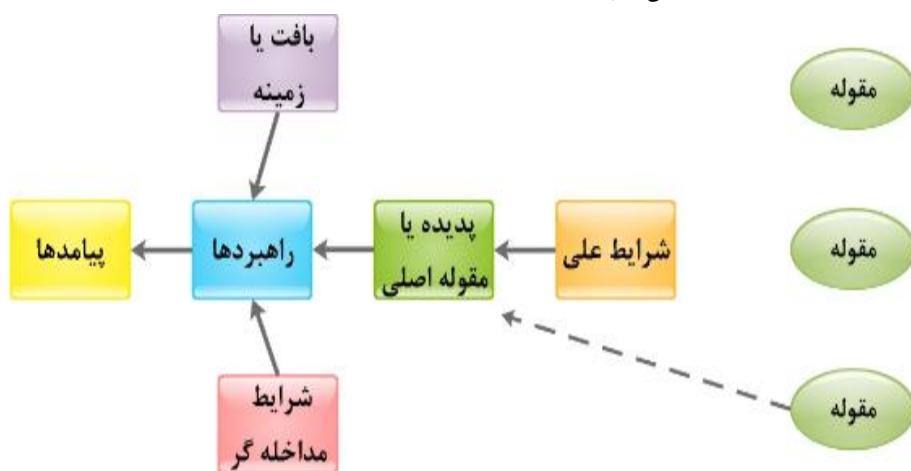 بافت یا
زمینه
مقوله
شرایط علی
پدیده یا
مقوله اصلی
راهبردها
پیامدها
مقوله
شرایط
مداخله گر
مقوله